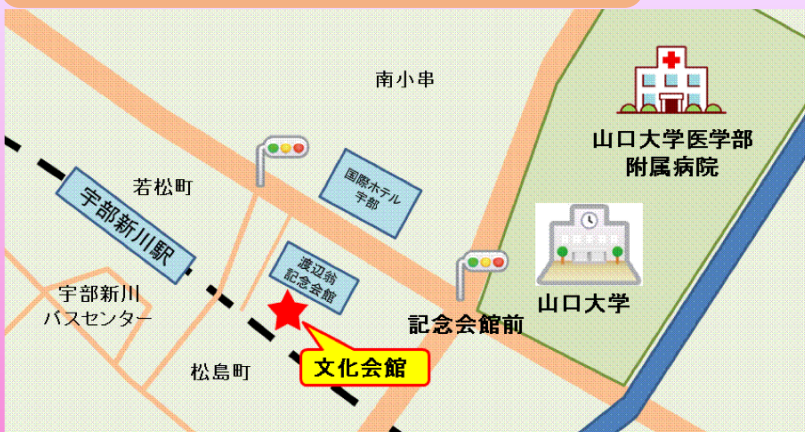 南小串
山口大学医学部
附属病院
若松町
国際ホテル
宇部
宇部新川駅
渡辺翁
記念会館
宇部新川
バスセンター
山口大学
記念会館前
松島町
文化会館